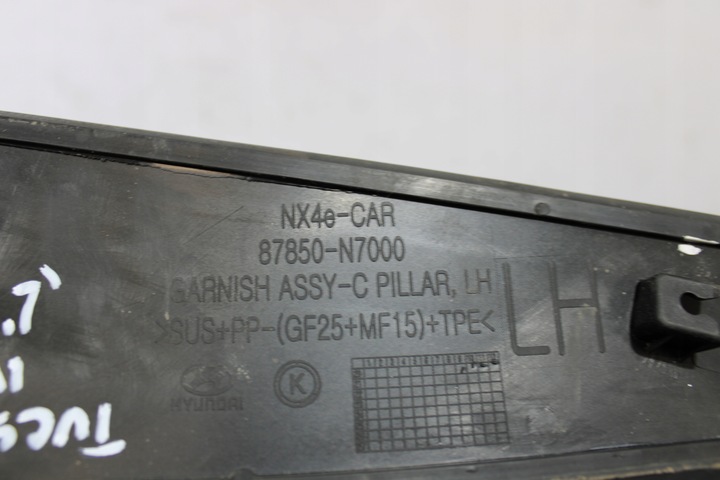 NX4e-CAR
87850-N7000
GARNISH ASSY-C PILLAR, LH
>SUS+PP-(GF25+MF15)+TPE<
LH
HYUNDAI
K